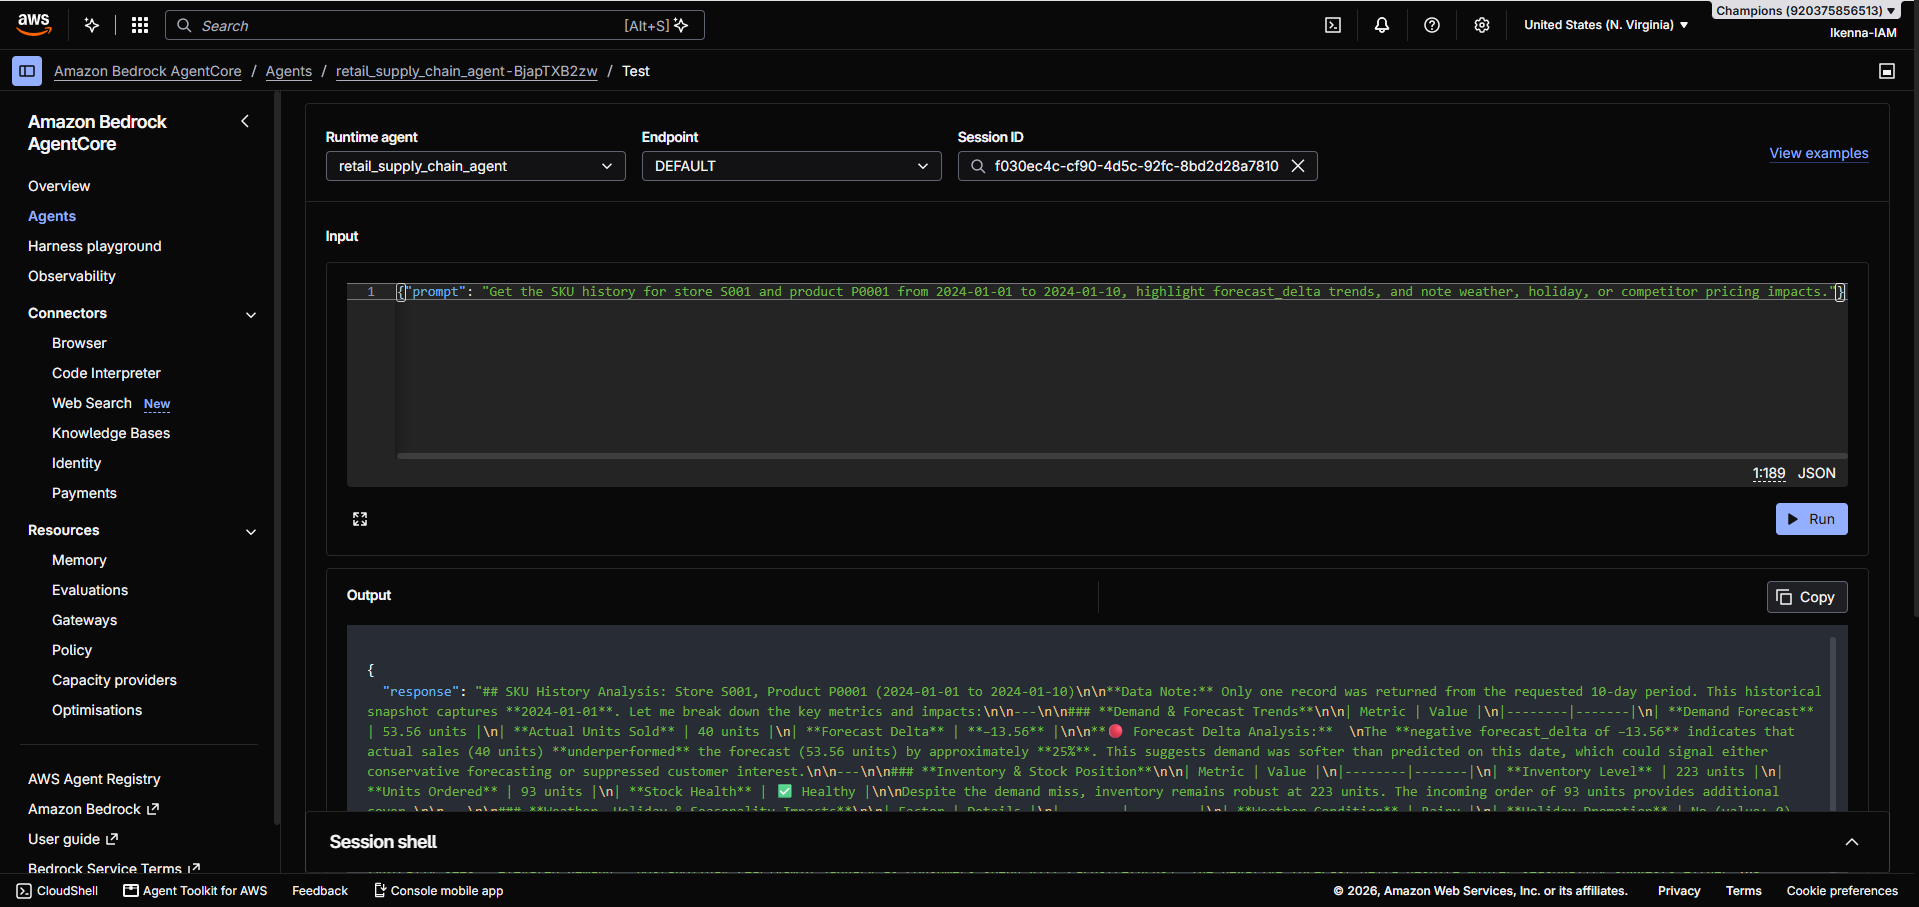 aws
Search
[Alt+S]
United States (N. Virginia)
Champions (920375856513)
Ikenna-IAM
Amazon Bedrock AgentCore / Agents / retail_supply_chain_agent-BjapTXB2zw / Test
Amazon Bedrock
AgentCore
Overview
Agents
Harness playground
Observability
Connectors
Browser
Code Interpreter
Web Search New
Knowledge Bases
Identity
Payments
Resources
Memory
Evaluations
Gateways
Policy
Capacity providers
Optimisations
AWS Agent Registry
Amazon Bedrock
User guide
Bedrock Service Terms
Runtime agent
retail_supply_chain_agent
Endpoint
DEFAULT
Session ID
f030ec4c-cf90-4d5c-92fc-8bd2d28a7810
View examples
Input
1 {"prompt": "Get the SKU history for store S001 and product P0001 from 2024-01-01 to 2024-01-10, highlight forecast_delta trends, and note weather, holiday, or competitor pricing impacts."}
1:189 JSON
Run
Output
Copy
{
"response": "## SKU History Analysis: Store S001, Product P0001 (2024-01-01 to 2024-01-10)\n\n**Data Note:** Only one record was returned from the requested 10-day period. This historical
snapshot captures **2024-01-01**. Let me break down the key metrics and impacts:\n\n---\n\n### **Demand & Forecast Trends**\n\n| Metric | Value |\n|--------|-------|\n| **Demand Forecast**
| 53.56 units |\n| **Actual Units Sold** | 40 units |\n| **Forecast Delta** | **−13.56** |\n\n**🔴 Forecast Delta Analysis:**  \nThe **negative forecast_delta of −13.56** indicates that
actual sales (40 units) **underperformed** the forecast (53.56 units) by approximately **25%**. This suggests demand was softer than predicted on this date, which could signal either
conservative forecasting or suppressed customer interest.\n\n---\n\n### **Inventory & Stock Position**\n\n| Metric | Value |\n|--------|-------|\n| **Inventory Level** | 223 units |\n|
**Units Ordered** | 93 units |\n| **Stock Health** | ✅ Healthy |\n\nDespite the demand miss, inventory remains robust at 223 units. The incoming order of 93 units provides additional
Session shell
CloudShell
Agent Toolkit for AWS
Feedback
Console mobile app
© 2026, Amazon Web Services, Inc. or its affiliates.
Privacy
Terms
Cookie preferences